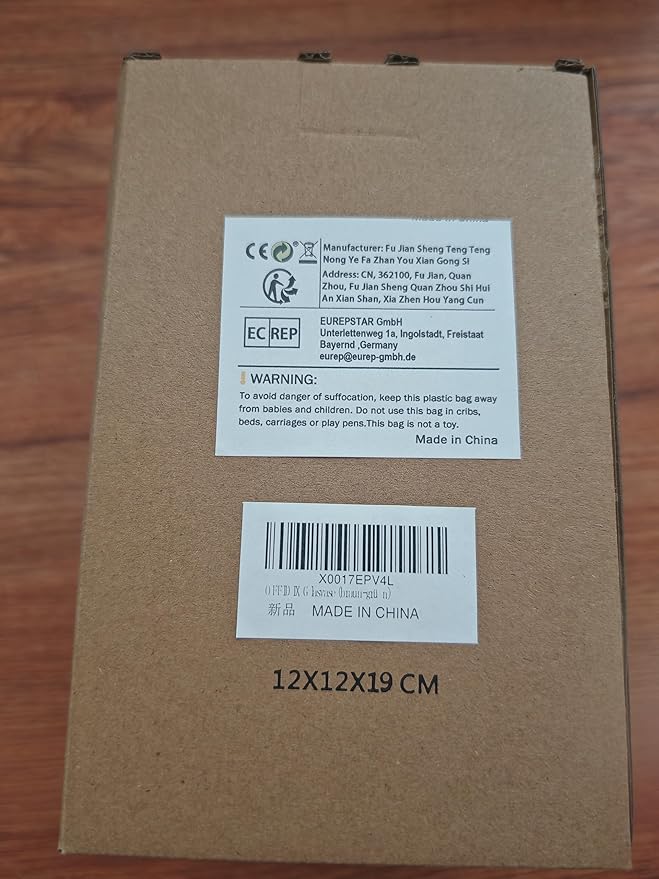 CE
Manufacturer: Fu Jian Sheng Teng Teng
Nong Ye Fa Zhan You Xian Gong Si
Address: CN, 362100, Fu Jian, Quan
Zhou, Fu Jian Sheng Quan Zhou Shi Hui
An Xian Shan, Xia Zhen Hou Yang Cun
EC REP
EUREPSTAR GmbH
Unterlettenweg 1a, Ingolstadt, Freistaat
Bayernd ,Germany
eurep@eurep-gmbh.de
WARNING:
To avoid danger of suffocation, keep this plastic bag away
from babies and children. Do not use this bag in cribs,
beds, carriages or play pens.This bag is not a toy.
Made in China
X0017EPV4L
新品 MADE IN CHINA
12X12X19 CM